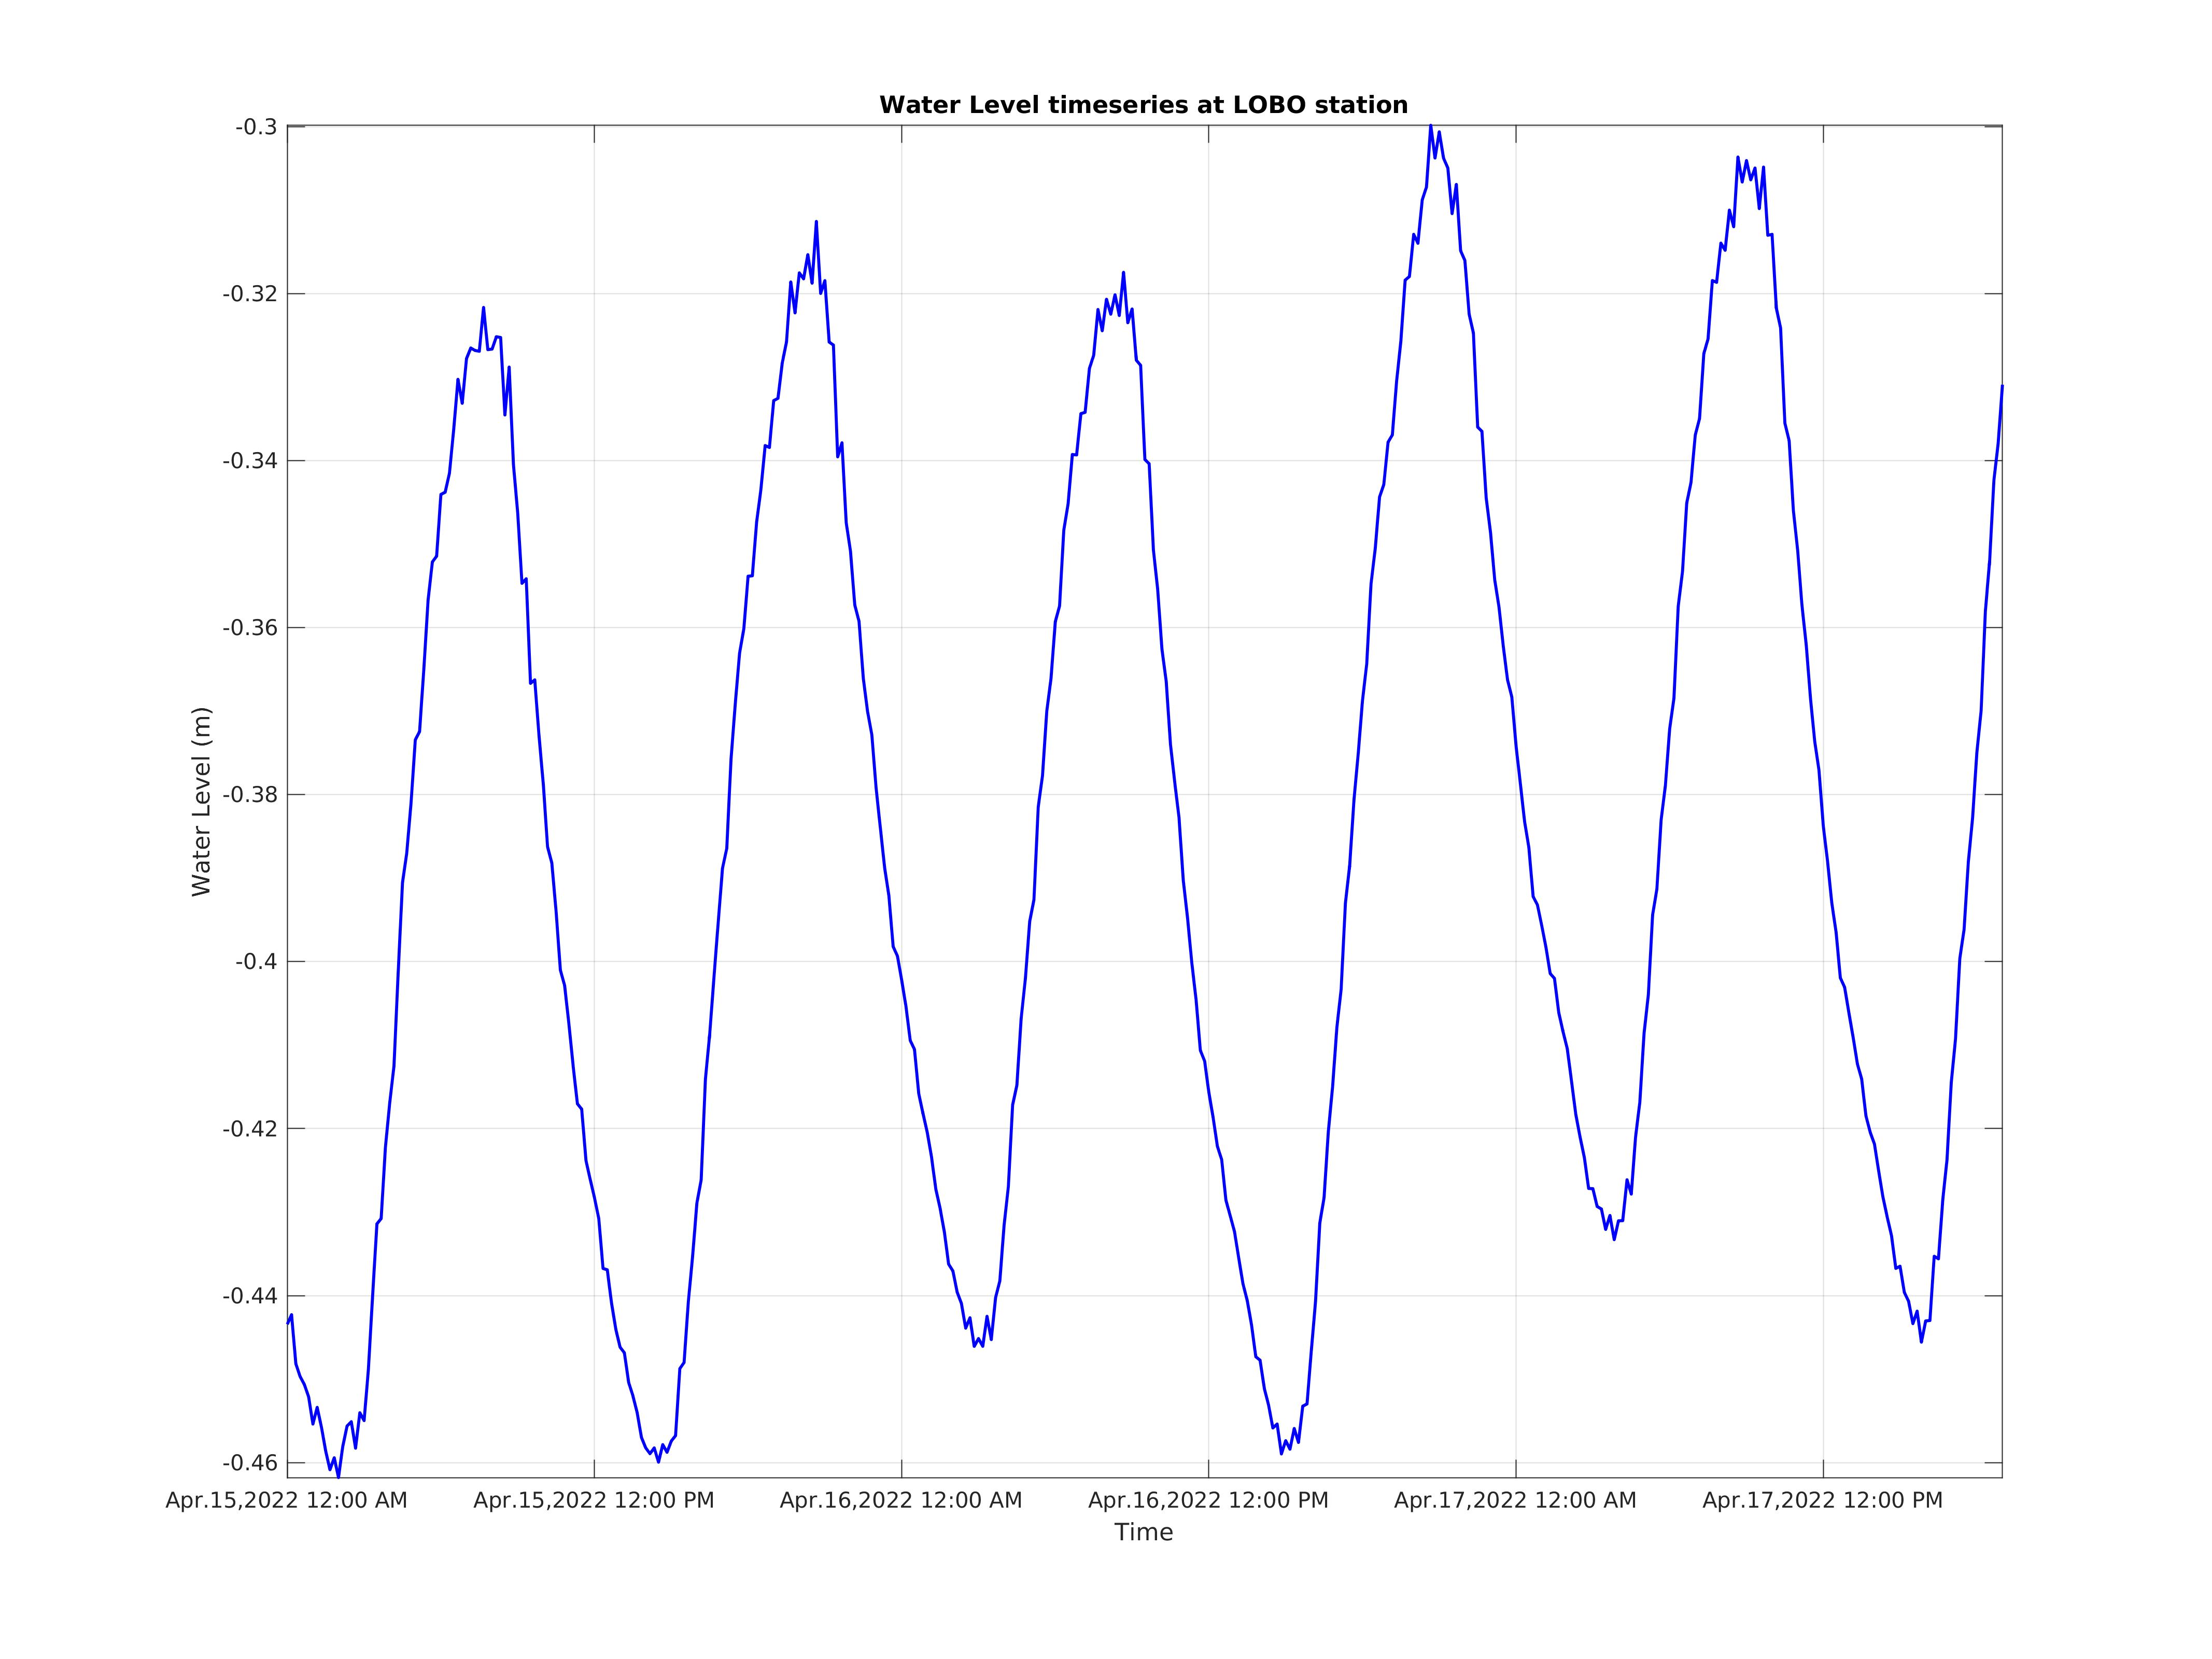 Water Level timeseries at LOBO station
-0.3
-0.32
-0.34
-0.36
-0.38
-0.4
-0.42
-0.44
-0.46
Water Level (m)
Apr.15,2022 12:00 AM Apr.15,2022 12:00 PM Apr.16,2022 12:00 AM Apr.16,2022 12:00 PM Apr.17,2022 12:00 AM Apr.17,2022 12:00 PM
Time